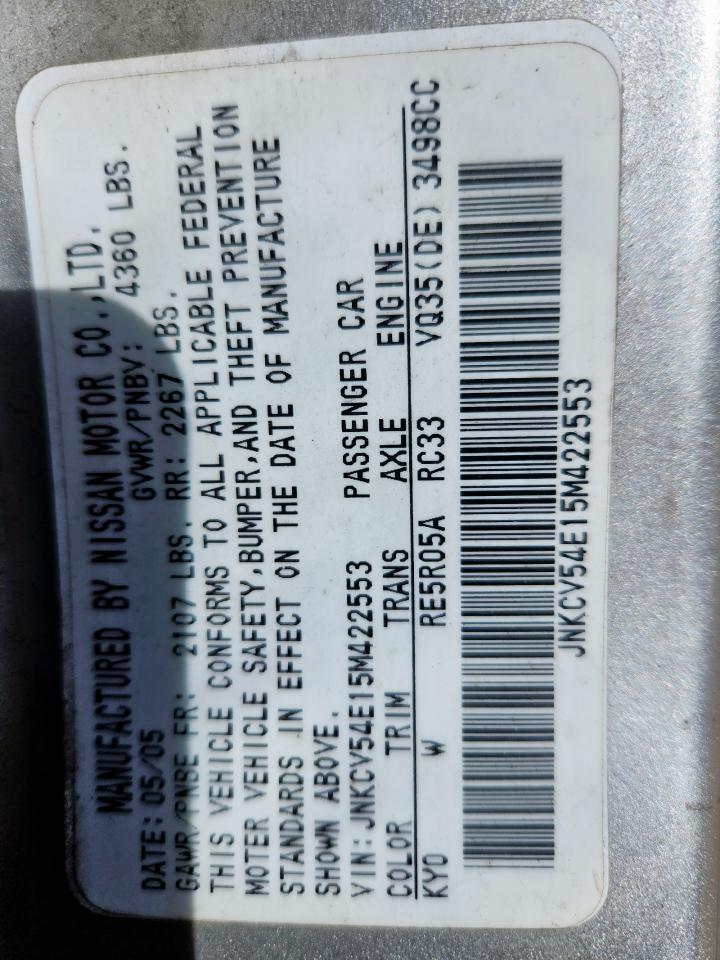 MANUFACTURED BY NISSAN MOTOR CO.,LTD.
DATE: 05/05 GVWR/PNBV: 4360 LBS.
GAWR/PNBE FR: 2107 LBS. RR: 2267 LBS.
THIS VEHICLE CONFORMS TO ALL APPLICABLE FEDERAL
MOTER VEHICLE SAFETY,BUMPER,AND THEFT PREVENTION
STANDARDS IN EFFECT ON THE DATE OF MANUFACTURE
SHOWN ABOVE.
VIN:JNKCV54E15M422553 PASSENGER CAR
COLOR TRIM TRANS AXLE ENGINE
KY0 W RE5R05A RC33 VQ35(DE) 3498CC
JNKCV54E15M422553